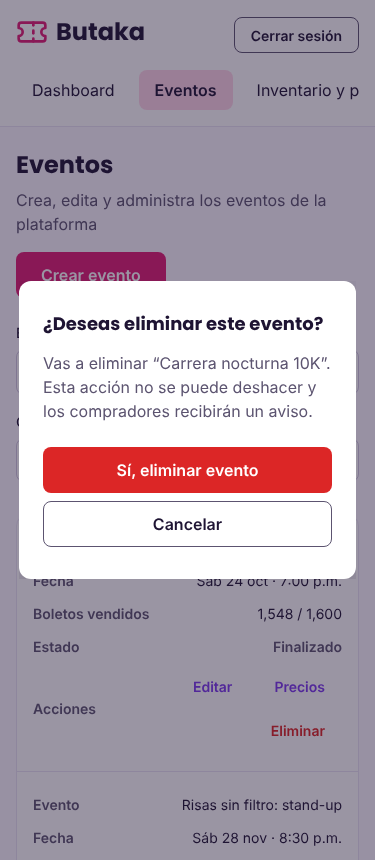 Butaka
Cerrar sesión
Dashboard
Eventos
Inventario y p
Eventos
Crea, edita y administra los eventos de la
plataforma
Crear evento
¿Deseas eliminar este evento?
Vas a eliminar “Carrera nocturna 10K”.
Esta acción no se puede deshacer y
los compradores recibirán un aviso.
Sí, eliminar evento
Cancelar
Fecha
Sáb 24 oct · 7:00 p.m.
Boletos vendidos
1,548 / 1,600
Estado
Finalizado
Acciones
Editar
Precios
Eliminar
Evento
Risas sin filtro: stand-up
Fecha
Sáb 28 nov · 8:30 p.m.